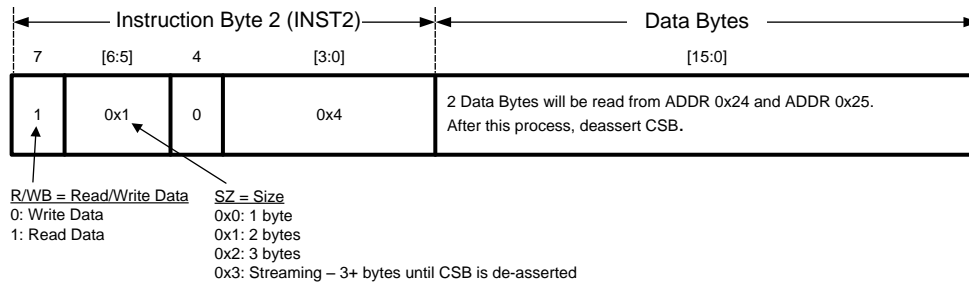 Instruction Byte 2 (INST2) Data Bytes
7 [6:5] 4 [3:0] [15:0]
1 0x1 0 0x4
2 Data Bytes will be read from ADDR 0x24 and ADDR 0x25.
After this process, deassert CSB.
R/WB = Read/Write Data
0: Write Data
1: Read Data
SZ = Size
0x0: 1 byte
0x1: 2 bytes
0x2: 3 bytes
0x3: Streaming – 3+ bytes until CSB is de-asserted